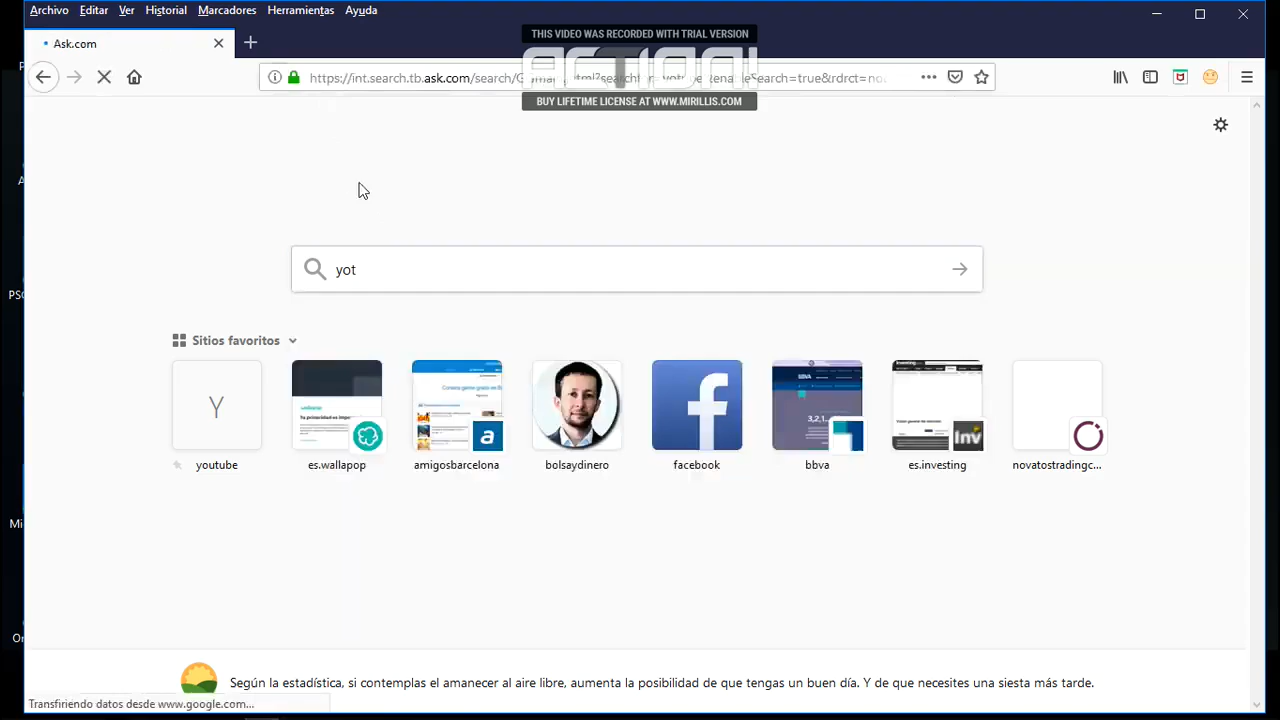 Archivo Editar Ver Historial Marcadores Herramientas Ayuda
THIS VIDEO WAS RECORDED WITH TRIAL VERSION
Ask.com
BUY LIFETIME LICENSE AT WWW.MIRILLIS.COM
yot
Sitios favoritos
Y
youtube
es.wallapop
amigosbarcelona
bolsaydinero
facebook
bbva
es.investing
novatostradingc...
Según la estadística, si contemplas el amanecer al aire libre, aumenta la posibilidad de que tengas un buen día. Y de que necesites una siesta más tarde.
Transfiriendo datos desde www.google.com...